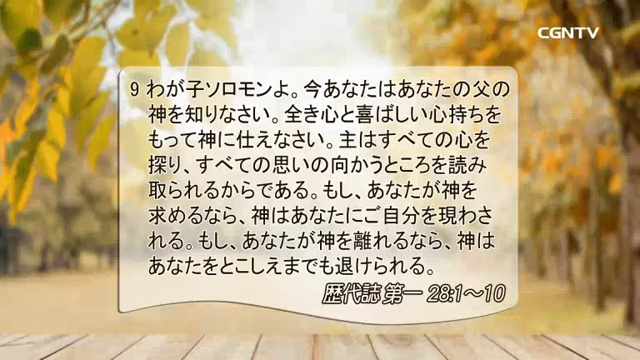 CGNTV
9 わが子ソロモンよ。今あなたはあなたの父の
神を知りなさい。全き心と喜ばしい心持ちを
もって神に仕えなさい。主はすべての心を
探り、すべての思いの向かうところを読み
取られるからである。もし、あなたが神を
求めるなら、神はあなたにご自分を現わさ
れる。もし、あなたが神を離れるなら、神は
あなたをとこしえまでも退けられる。
歴代誌 第一 28:1～10